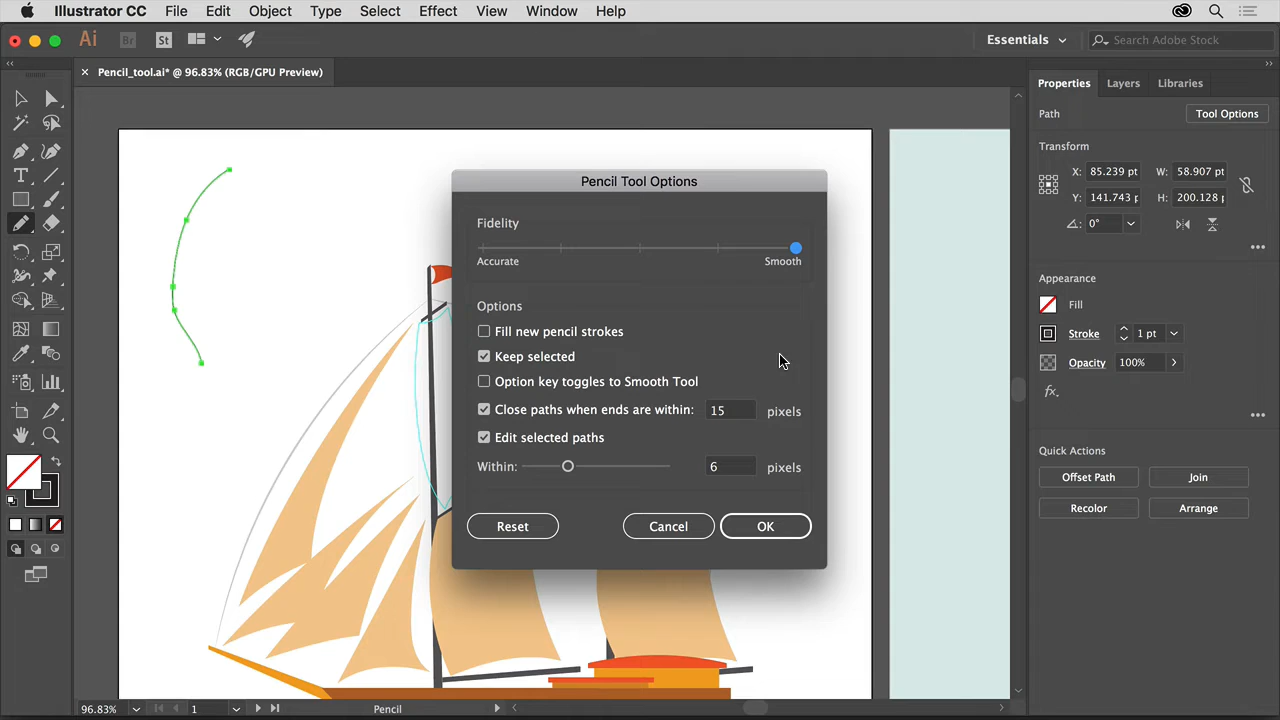 Illustrator CC File Edit Object Type Select Effect View Window Help
Ai Br St Essentials Search Adobe Stock
× Pencil_tool.ai* @ 96.83% (RGB/GPU Preview)
Properties Layers Libraries
Path Tool Options
Transform
X: 85.239 pt W: 58.907 pt
Y: 141.743 p H: 200.128 p
0°
Appearance
Fill
Stroke 1 pt
Opacity 100%
fx.
Quick Actions
Offset Path Join
Recolor Arrange
Pencil Tool Options
Fidelity
Accurate Smooth
Options
Fill new pencil strokes
Keep selected
Option key toggles to Smooth Tool
Close paths when ends are within: 15 pixels
Edit selected paths
Within: 6 pixels
Reset Cancel OK
96.83% 1 Pencil